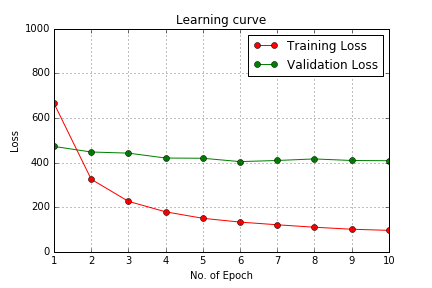 Learning curve
1000
800
600
400
200
0
Loss
Training Loss
Validation Loss
1 2 3 4 5 6 7 8 9 10
No. of Epoch